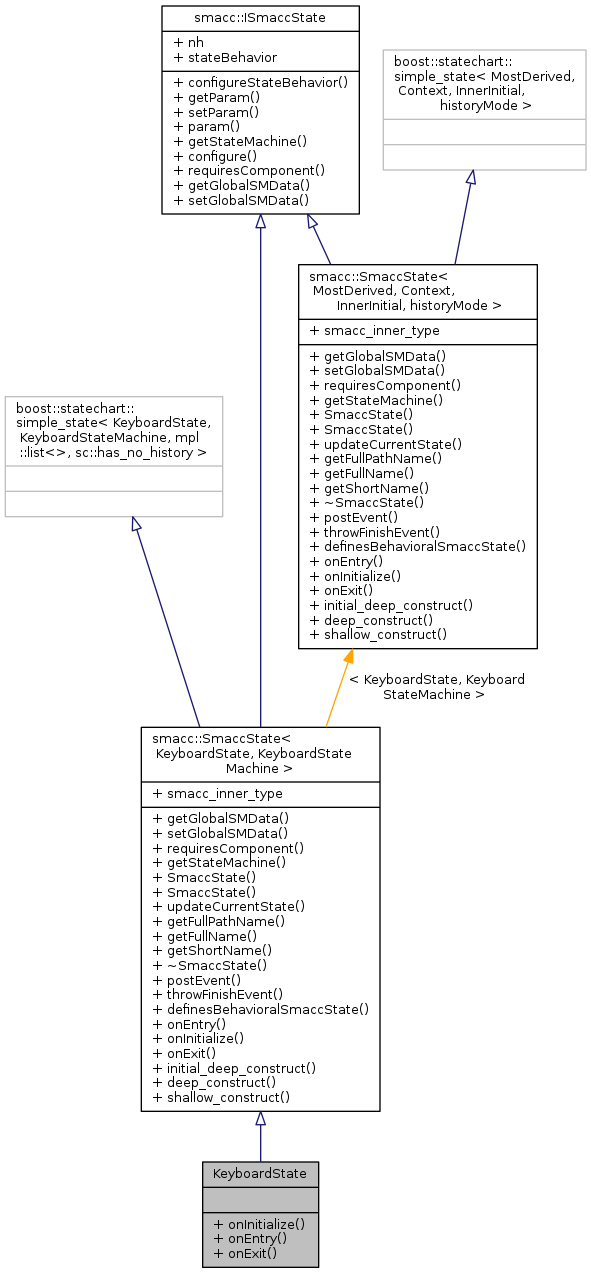 smacc::ISmaccState
+ nh
+ stateBehavior
+ configureStateBehavior()
+ getParam()
+ setParam()
+ param()
+ getStateMachine()
+ configure()
+ requiresComponent()
+ getGlobalSMData()
+ setGlobalSMData()
boost::statechart::
simple_state< MostDerived,
Context, InnerInitial,
historyMode >
smacc::SmaccState<
MostDerived, Context,
InnerInitial, historyMode >
+ smacc_inner_type
+ getGlobalSMData()
+ setGlobalSMData()
+ requiresComponent()
+ getStateMachine()
+ SmaccState()
+ SmaccState()
+ updateCurrentState()
+ getFullPathName()
+ getFullName()
+ getShortName()
+ ~SmaccState()
+ postEvent()
+ throwFinishEvent()
+ definesBehavioralSmaccState()
+ onEntry()
+ onInitialize()
+ onExit()
+ initial_deep_construct()
+ deep_construct()
+ shallow_construct()
boost::statechart::
simple_state< KeyboardState,
KeyboardStateMachine, mpl
::list<>, sc::has_no_history >
< KeyboardState, Keyboard
StateMachine >
smacc::SmaccState<
KeyboardState, KeyboardState
Machine >
+ smacc_inner_type
+ getGlobalSMData()
+ setGlobalSMData()
+ requiresComponent()
+ getStateMachine()
+ SmaccState()
+ SmaccState()
+ updateCurrentState()
+ getFullPathName()
+ getFullName()
+ getShortName()
+ ~SmaccState()
+ postEvent()
+ throwFinishEvent()
+ definesBehavioralSmaccState()
+ onEntry()
+ onInitialize()
+ onExit()
+ initial_deep_construct()
+ deep_construct()
+ shallow_construct()
KeyboardState
+ onInitialize()
+ onEntry()
+ onExit()